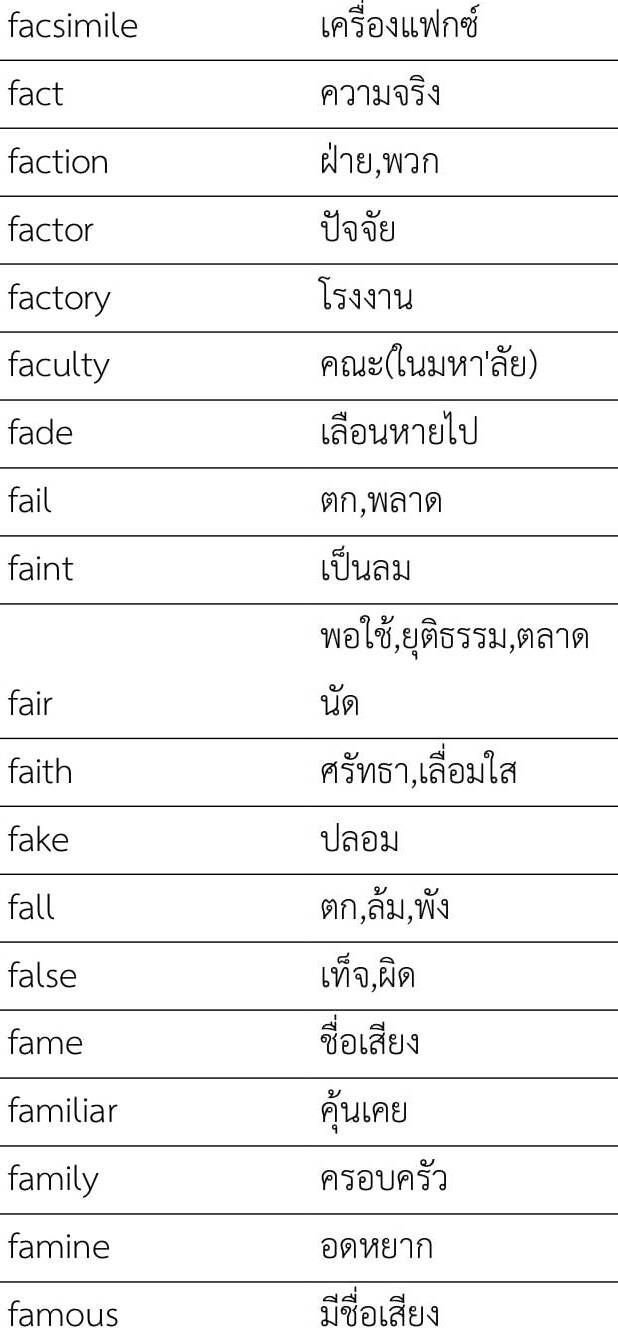 facsimile เครื่องแฟกซ์
fact ความจริง
faction ฝ่าย,พวก
factor ปัจจัย
factory โรงงาน
faculty คณะ(ในมหา'ลัย)
fade เลือนหายไป
fail ตก,พลาด
faint เป็นลม
พอใช้,ยุติธรรม,ตลาด
fair นัด
faith ศรัทธา,เลื่อมใส
fake ปลอม
fall ตก,ล้ม,พัง
false เท็จ,ผิด
fame ชื่อเสียง
familiar คุ้นเคย
family ครอบครัว
famine อดหยาก
famous มีชื่อเสียง